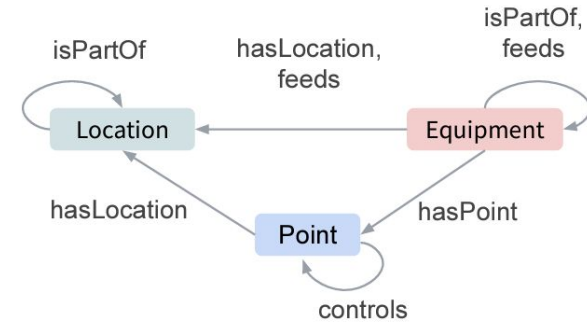 isPartOf
hasLocation,
feeds
isPartOf,
feeds
Location
Equipment
hasLocation
hasPoint
Point
controls